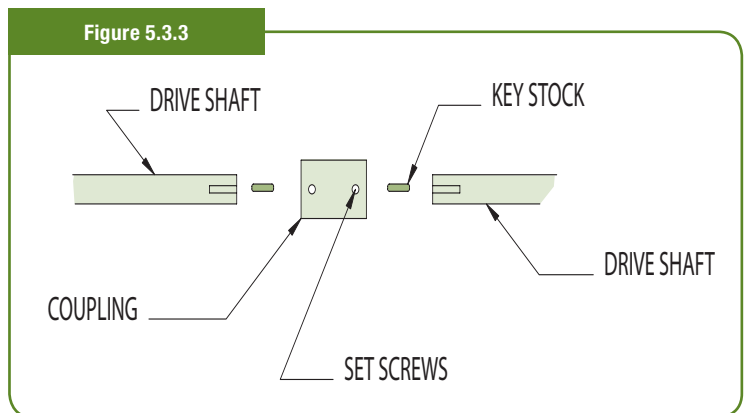 Figure 5.3.3
DRIVE SHAFT
KEY STOCK
DRIVE SHAFT
COUPLING
SET SCREWS